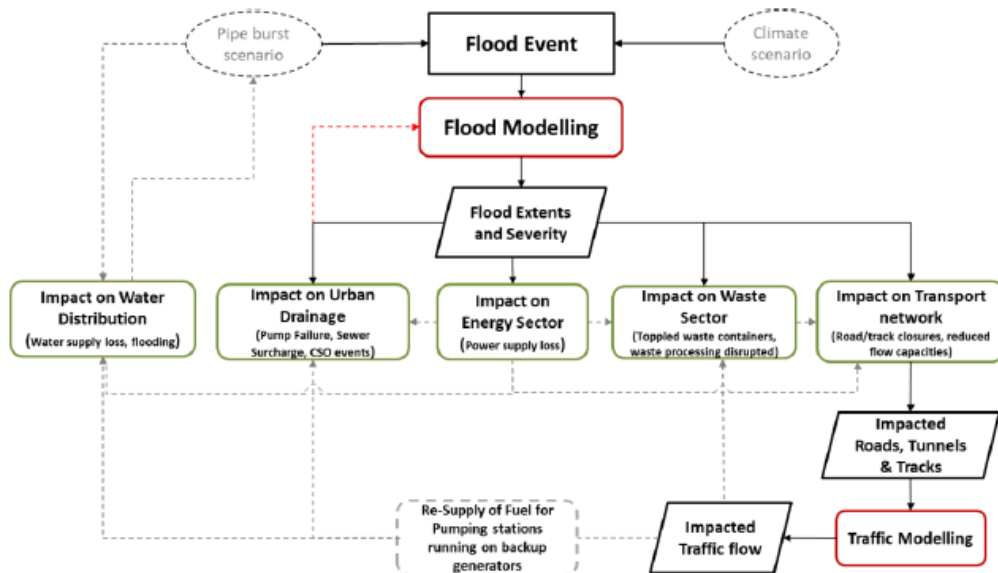 Pipe burst
scenario
Flood Event
Climate
scenario
Flood Modelling
Flood Extents
and Severity
Impact on Water
Distribution
(Water supply loss, flooding)
Impact on Urban
Drainage
(Pump Failure, Sewer
Surcharge, CSO events)
Impact on
Energy Sector
(Power supply loss)
Impact on Waste
Sector
(Toppled waste containers,
waste processing disrupted)
Impact on Transport
network
(Road/track closures, reduced
flow capacities)
Impacted
Roads, Tunnels
& Tracks
Re-Supply of Fuel for
Pumping stations
running on backup
generators
Impacted
Traffic flow
Traffic Modelling